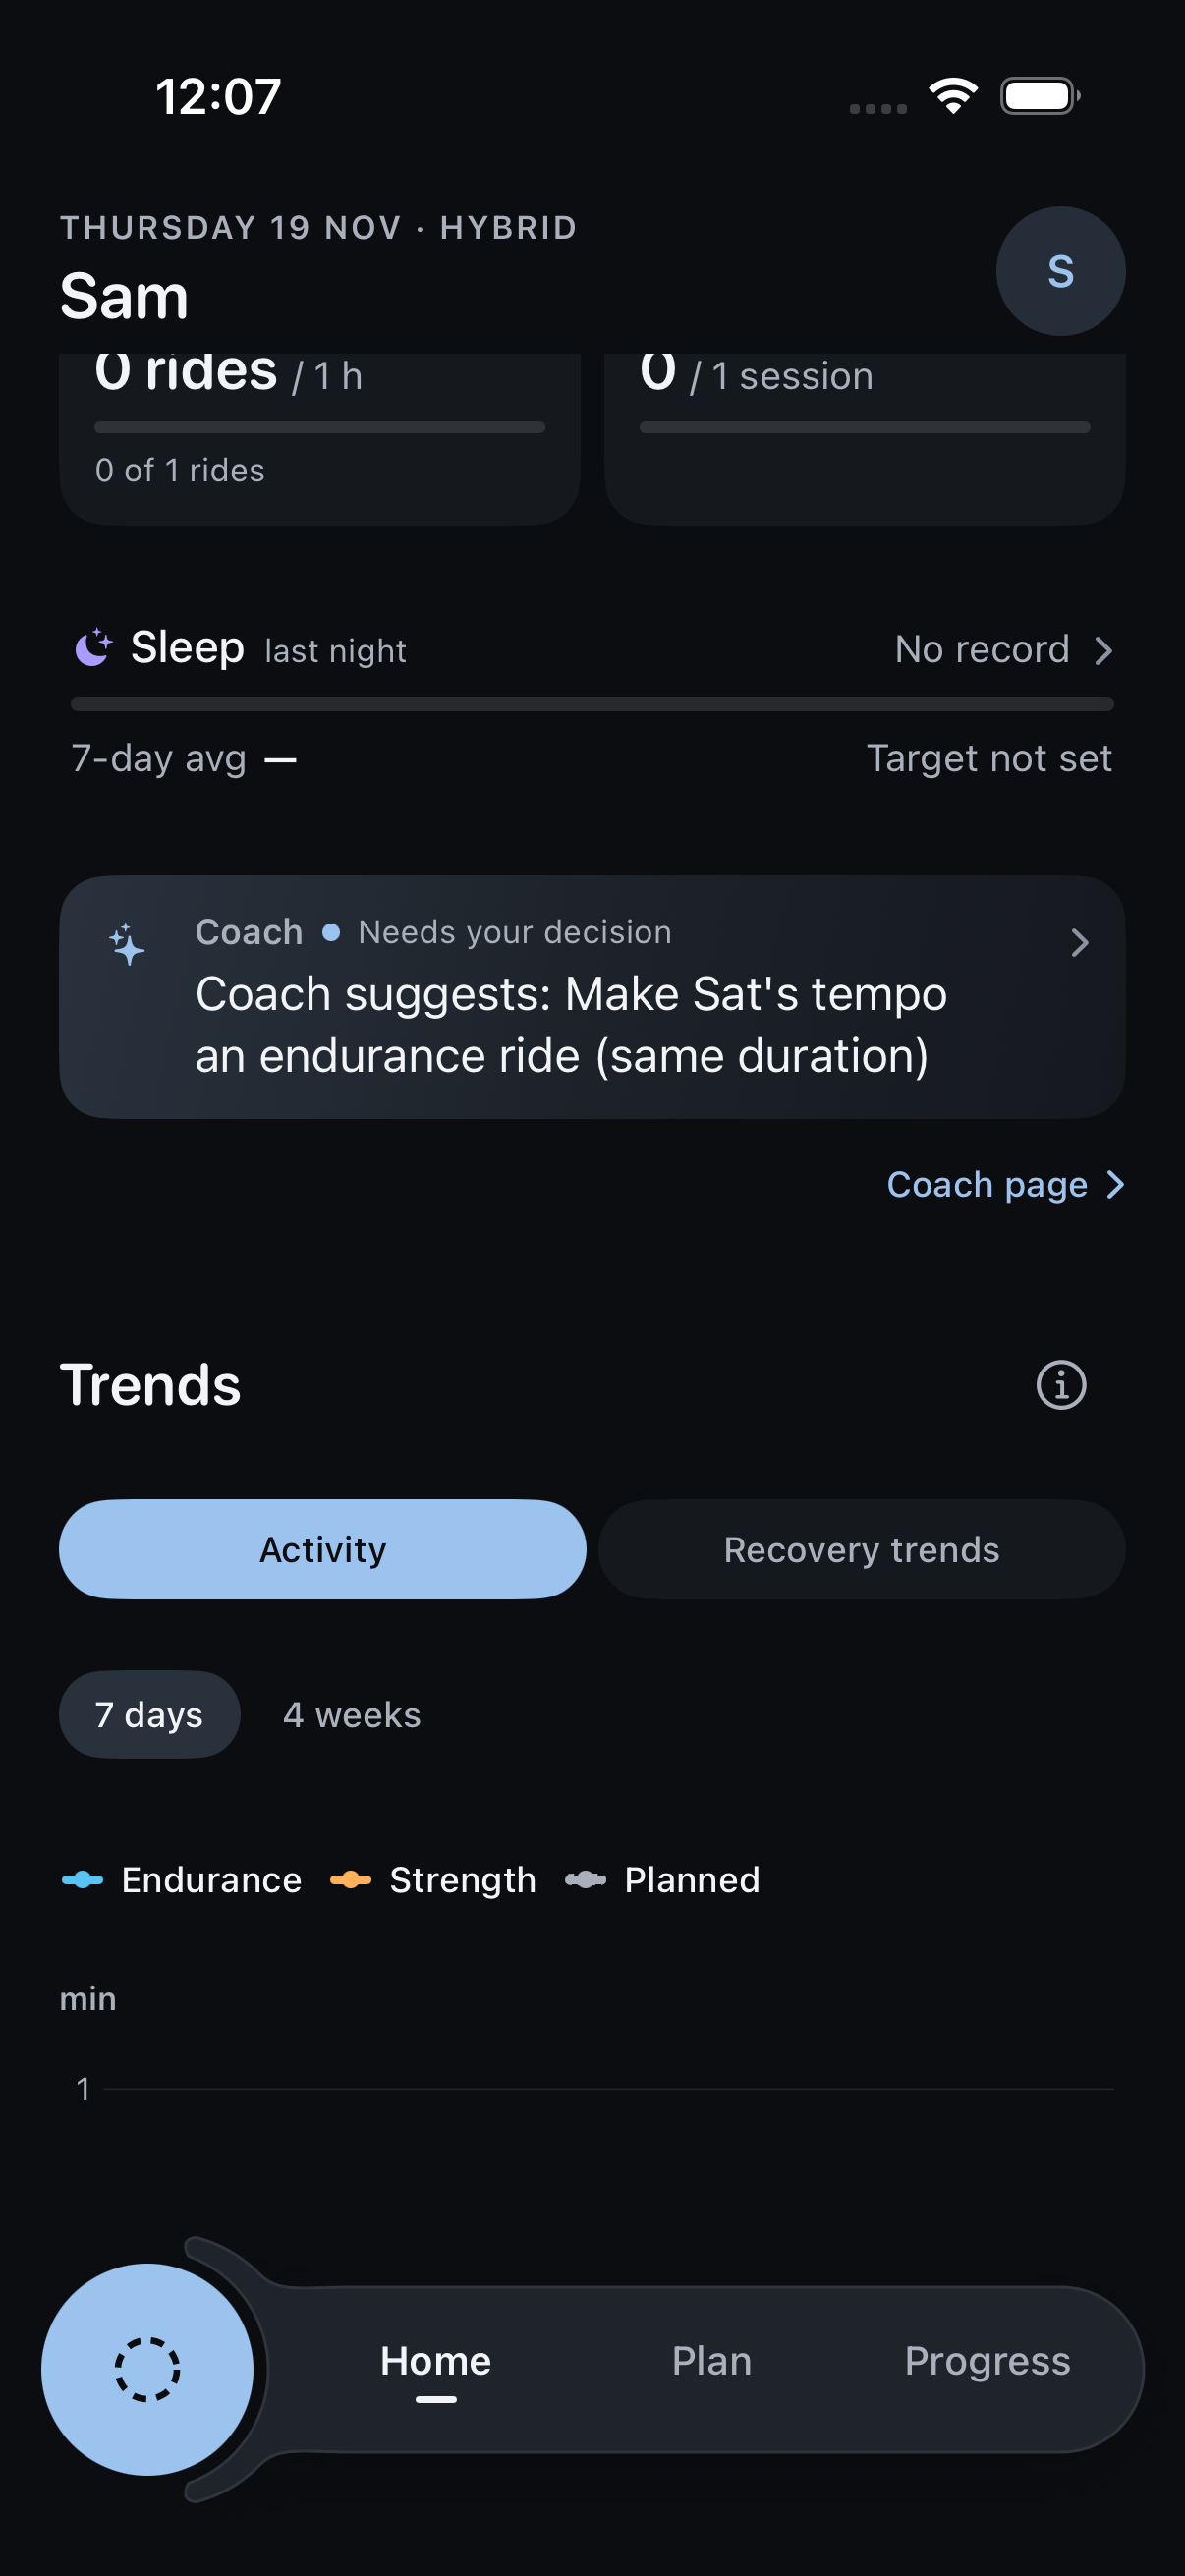 12:07
THURSDAY 19 NOV · HYBRID
Sam
S
0 rides / 1 h
0 / 1 session
0 of 1 rides
Sleep last night
No record
7-day avg —
Target not set
Coach • Needs your decision
Coach suggests: Make Sat's tempo
an endurance ride (same duration)
Coach page
Trends
Activity
Recovery trends
7 days
4 weeks
Endurance
Strength
Planned
min
1
Home
Plan
Progress